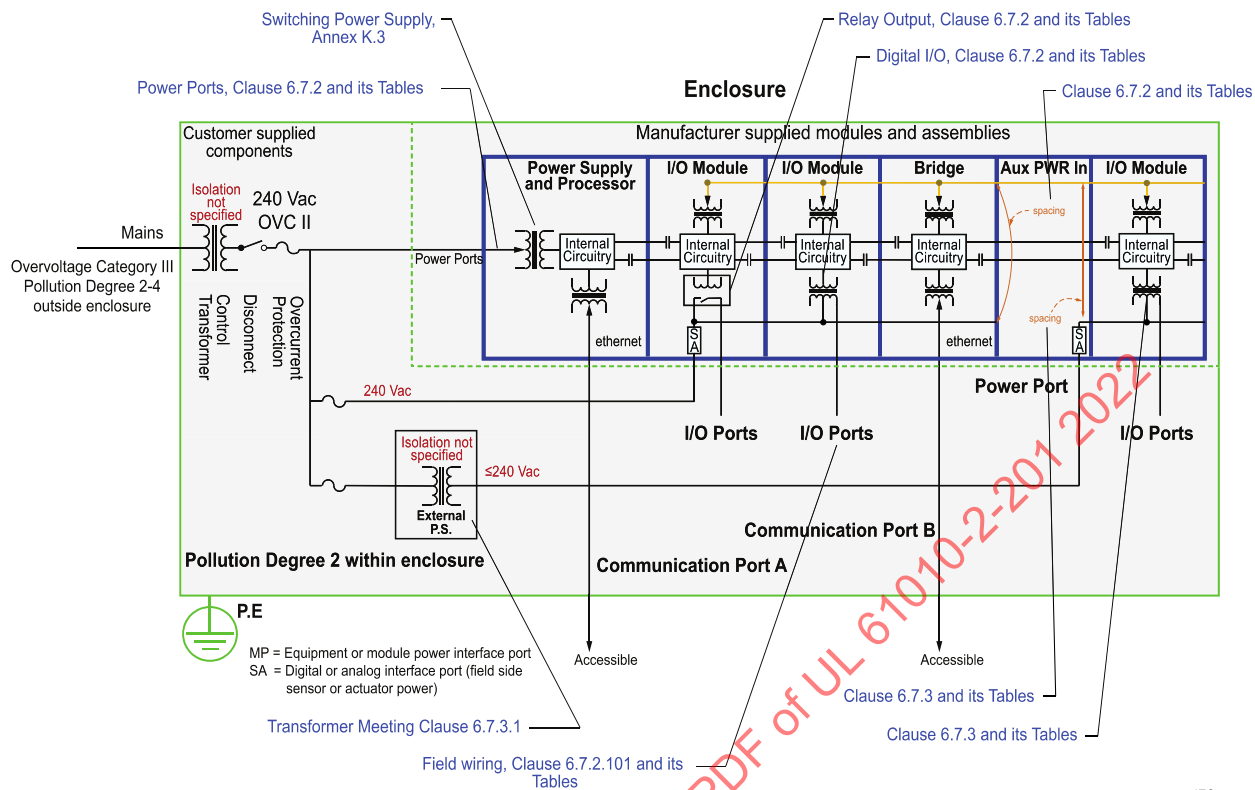 Switching Power Supply,
Annex K.3
Relay Output, Clause 6.7.2 and its Tables
Digital I/O, Clause 6.7.2 and its Tables
Power Ports, Clause 6.7.2 and its Tables
Enclosure
Clause 6.7.2 and its Tables
Customer supplied
components
Manufacturer supplied modules and assemblies
Power Supply
and Processor
I/O Module
I/O Module
Bridge
Aux PWR In
I/O Module
Isolation
not
specified
240 Vac
OVC II
spacing
Mains
Overvoltage Category III
Pollution Degree 2-4
outside enclosure
Power Ports
Internal
Circuitry
Internal
Circuitry
Internal
Circuitry
Internal
Circuitry
Internal
Circuitry
Control
Transformer
Disconnect
Overcurrent
Protection
spacing
ethernet
SA
ethernet
SA
240 Vac
Power Port
I/O Ports
I/O Ports
I/O Ports
Isolation not
specified
≤240 Vac
External
P.S.
Communication Port B
Pollution Degree 2 within enclosure
Communication Port A
P.E
MP = Equipment or module power interface port
SA = Digital or analog interface port (field side
sensor or actuator power)
Accessible
Accessible
Clause 6.7.3 and its Tables
Transformer Meeting Clause 6.7.3.1
Clause 6.7.3 and its Tables
Field wiring, Clause 6.7.2.101 and its
Tables
PDF of UL 61010-2-201 2022